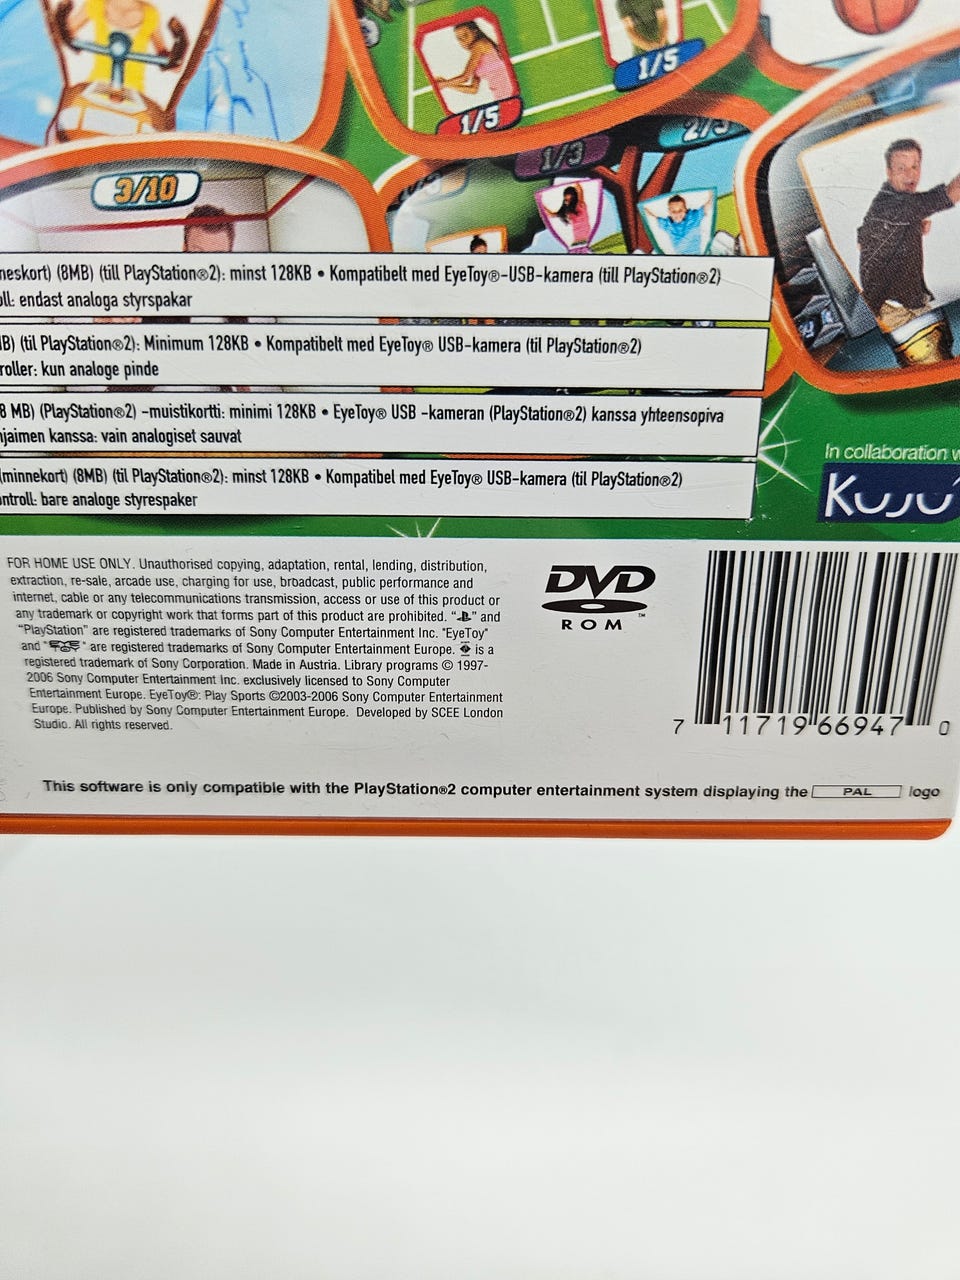 1/5
1/5
1/3
2/3
3/10
(8MB) (till PlayStation®2): minst 128KB • Kompatibelt med EyeToy®-USB-kamera (till PlayStation®2)
endast analoga styrspakar
(til PlayStation®2): Minimum 128KB • Kompatibelt med EyeToy® USB-kamera (til PlayStation®2)
kun analoge pinde
8 MB) (PlayStation®2) -muistikortti: minimi 128KB • EyeToy® USB -kameran (PlayStation®2) kanssa yhteensopiva
kanssa: vain analogiset sauvat
(minnekort) (8MB) (til PlayStation®2): minst 128KB • Kompatibel med EyeToy® USB-kamera (til PlayStation®2)
bare analoge styrespaker
In collaboration
Kuju
FOR HOME USE ONLY. Unauthorised copying, adaptation, rental, lending, distribution,
extraction, re-sale, arcade use, charging for use, broadcast, public performance and
internet, cable or any telecommunications transmission, access or use of this product or
any trademark or copyright work that forms part of this product are prohibited. "" and
"PlayStation" are registered trademarks of Sony Computer Entertainment Inc. "EyeToy"
and "" are registered trademarks of Sony Computer Entertainment Europe. is a
registered trademark of Sony Corporation. Made in Austria. Library programs © 1997-
2006 Sony Computer Entertainment Inc. exclusively licensed to Sony Computer
Entertainment Europe. EyeToy®: Play Sports ©2003-2006 Sony Computer Entertainment
Europe. Published by Sony Computer Entertainment Europe. Developed by SCEE London
Studio. All rights reserved.
DVD
ROM ™
7 11719 66947 0
This software is only compatible with the PlayStation®2 computer entertainment system displaying the PAL logo